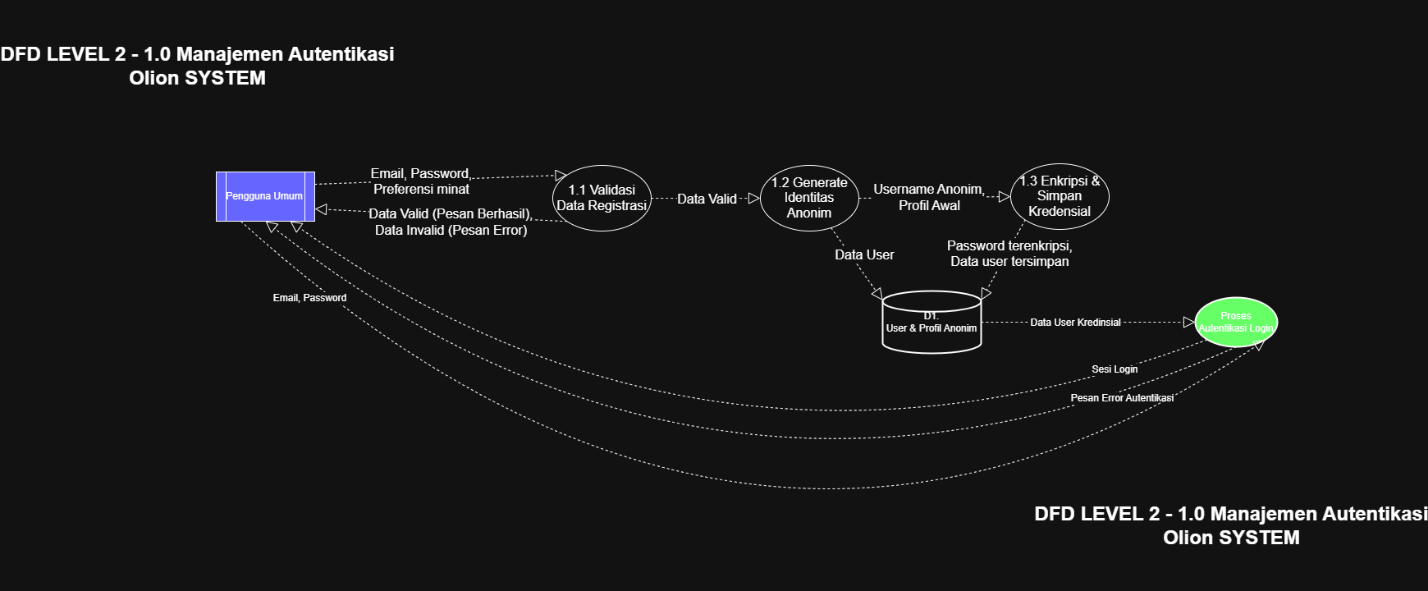 DFD LEVEL 2 - 1.0 Manajemen Autentikasi
Olion SYSTEM
Pengguna Umum
Email, Password,
Preferensi minat
Data Valid (Pesan Berhasil),
Data Invalid (Pesan Error)
1.1 Validasi
Data Registrasi
Data Valid
1.2 Generate
Identitas
Anonim
Username Anonim,
Profil Awal
1.3 Enkripsi &
Simpan
Kredensial
Data User
Password terenkripsi,
Data user tersimpan
D1.
User & Profil Anonim
Data User Kredinsial
Proses
Autentikasi Login
Email, Password
Sesi Login
Pesan Error Autentikasi
DFD LEVEL 2 - 1.0 Manajemen Autentikasi
Olion SYSTEM